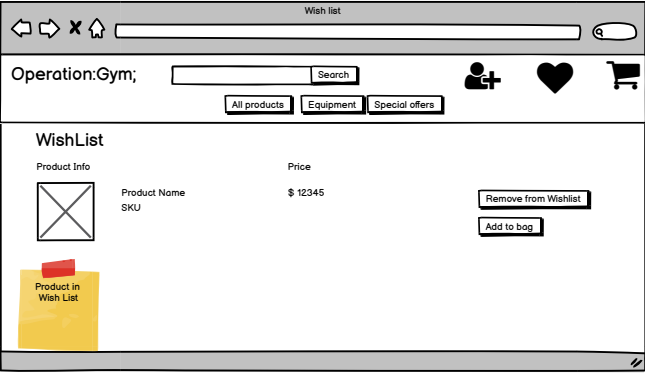 Wish list
Operation:Gym;
Search
All products
Equipment
Special offers
WishList
Product Info
Price
Product Name
$ 12345
Remove from Wishlist
SKU
Add to bag
Product in
Wish List